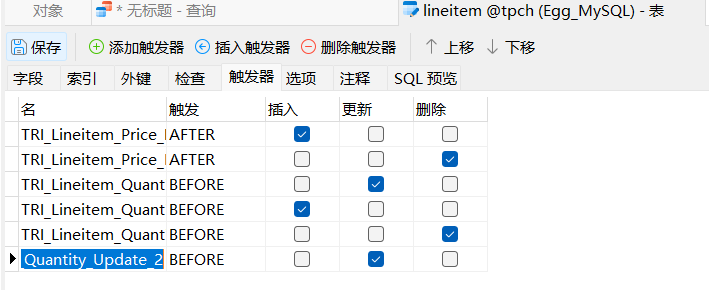 对象 * 无标题 - 查询 lineitem @tpch (Egg_MySQL) - 表
保存 添加触发器 插入触发器 删除触发器 上移 下移
字段 索引 外键 检查 触发器 选项 注释 SQL 预览
名 触发 插入 更新 删除
TRI_Lineitem_Price_ AFTER
TRI_Lineitem_Price_ AFTER
TRI_Lineitem_Quant BEFORE
TRI_Lineitem_Quant BEFORE
TRI_Lineitem_Quant BEFORE
Quantity_Update_2 BEFORE